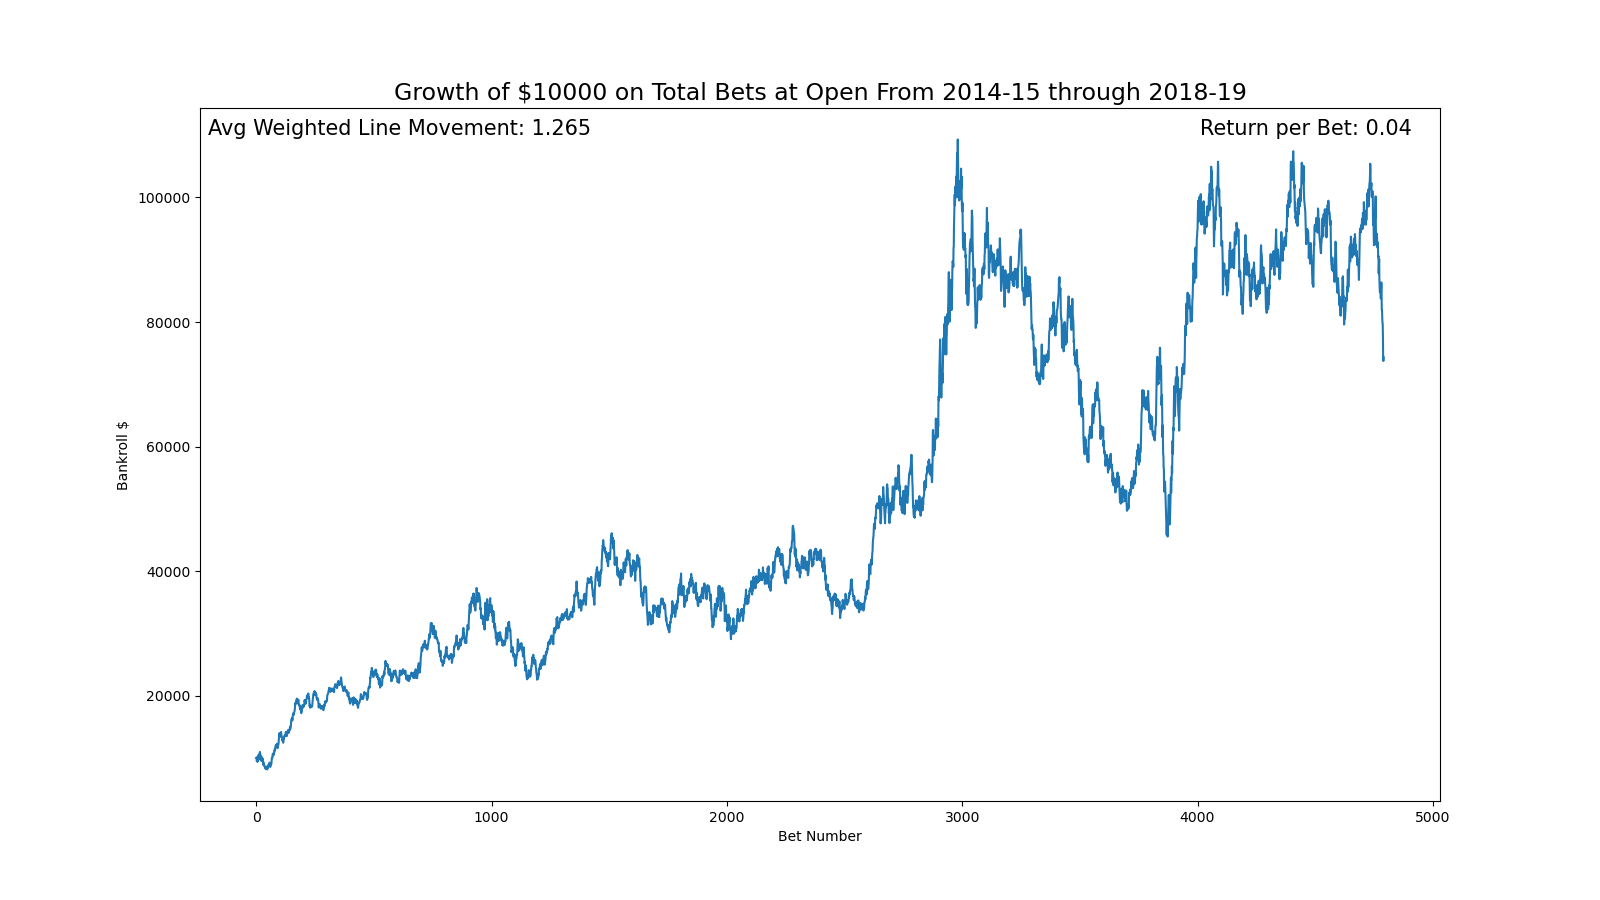 Growth of $10000 on Total Bets at Open From 2014-15 through 2018-19
Avg Weighted Line Movement: 1.265
Return per Bet: 0.04
100000
80000
60000
40000
20000
Bankroll $
0
1000
2000
3000
4000
5000
Bet Number